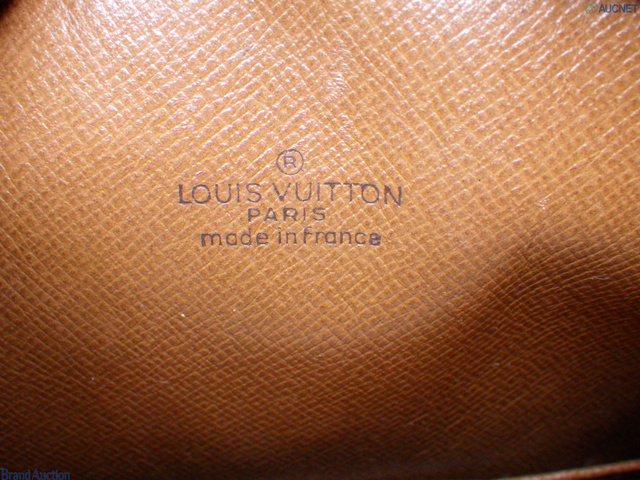 AUCNET
®
LOUIS VUITTON
PARIS
made in france
Brand Auction